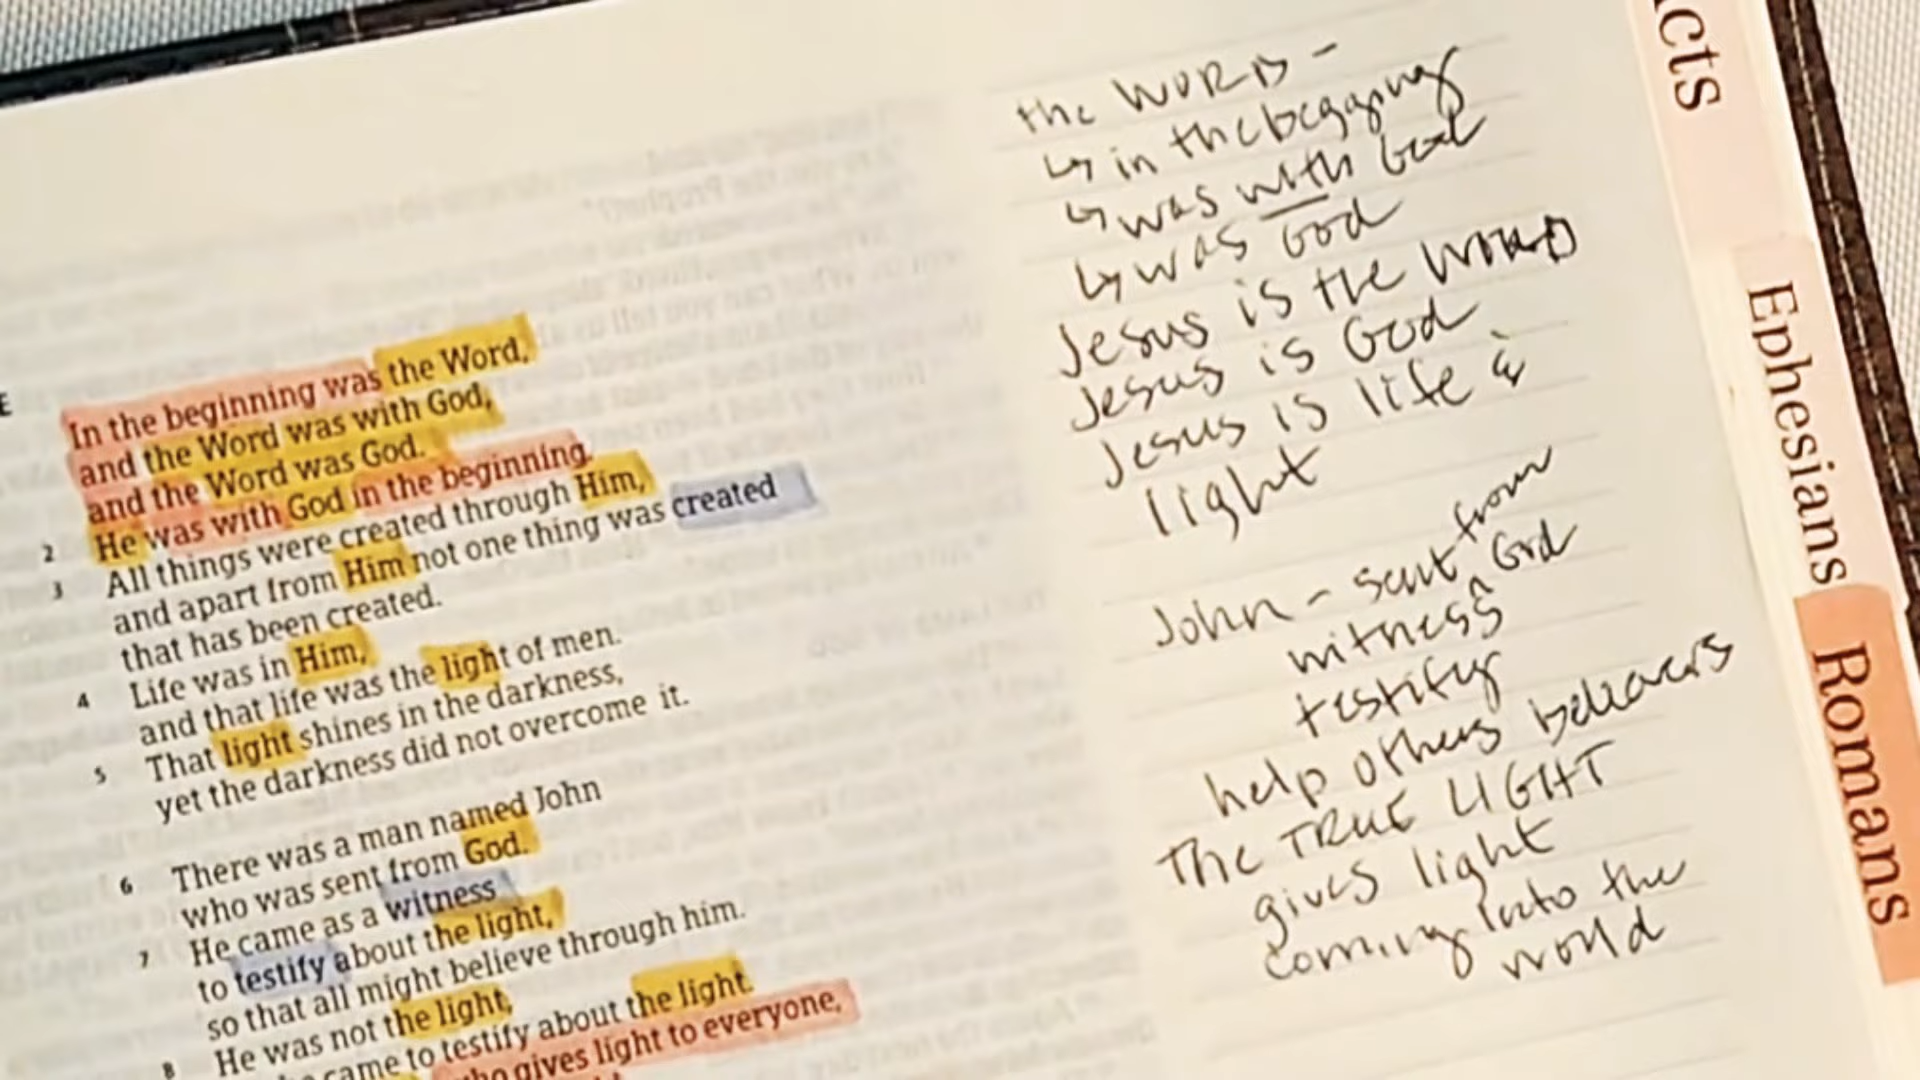 E
In the beginning was the Word,
and the Word was with God,
and the Word was God.
2 He was with God in the beginning.
3 All things were created through Him,
and apart from Him not one thing was created
that has been created.
4 Life was in Him,
and that life was the light of men.
5 That light shines in the darkness,
yet the darkness did not overcome it.
6 There was a man named John
who was sent from God.
7 He came as a witness
to testify about the light,
so that all might believe through him.
8 He was not the light,
came to testify about the light.
who gives light to everyone,
the WORD -
↳ in the beggining
↳ was with God
↳ was God
Jesus is the WORD
Jesus is God
Jesus is life &
light
John - sent ^from God
witness
testify
help others believers
The TRUE LIGHT
gives light
coming into the
world
cts
Ephesians
Romans